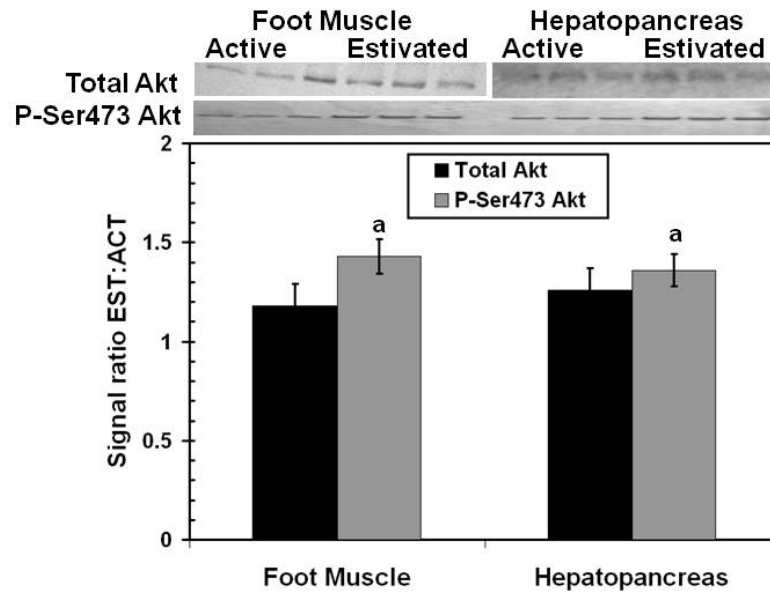 Foot Muscle Hepatopancreas
Active Estivated Active Estivated
Total Akt
P-Ser473 Akt
2
Total Akt
P-Ser473 Akt
a a
1.5
1
0.5
0
Signal ratio EST:ACT
Foot Muscle Hepatopancreas